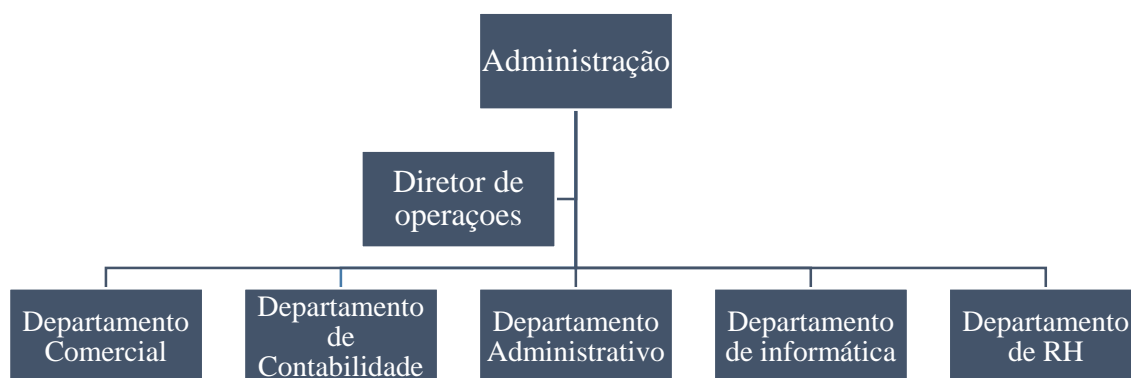 Administração
Diretor de
operaçoes
Departamento
Comercial
Departamento
de
Contabilidade
Departamento
Administrativo
Departamento
de informática
Departamento
de RH